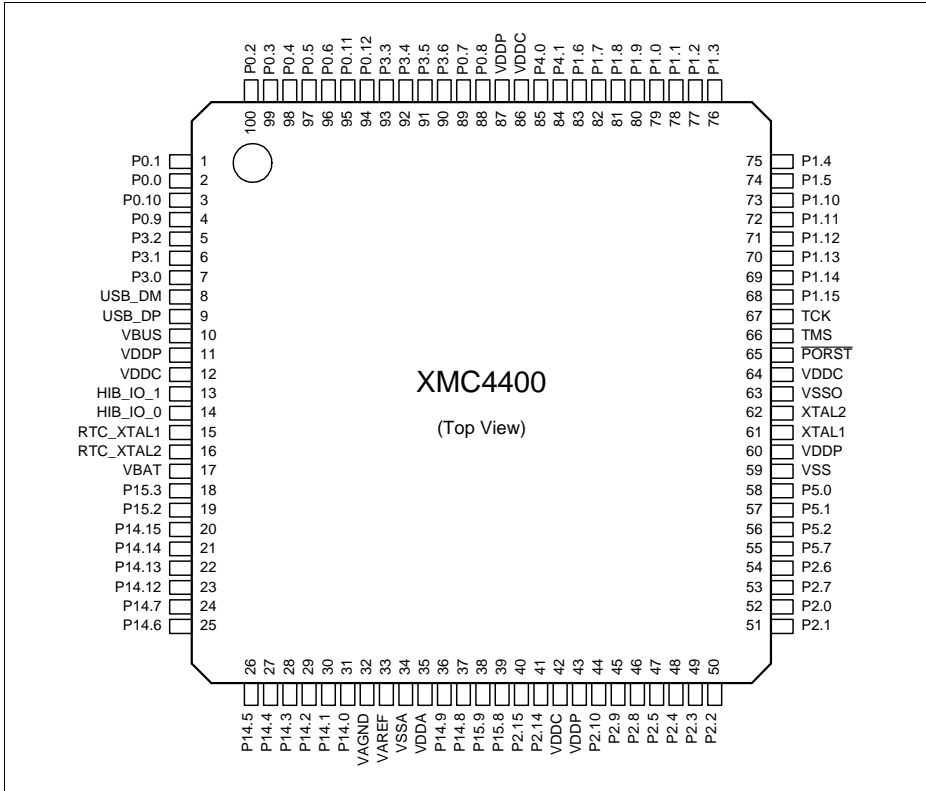 P0.2 P0.3 P0.4 P0.5 P0.6 P0.11 P0.12 P3.3 P3.4 P3.5 P3.6 P0.7 P0.8 VDDP VDDC P4.0 P4.1 P1.6 P1.7 P1.8 P1.9 P1.0 P1.1 P1.2 P1.3
100 99 98 97 96 95 94 93 92 91 90 89 88 87 86 85 84 83 82 81 80 79 78 77 76
P0.1 1 75 P1.4
P0.0 2 74 P1.5
P0.10 3 73 P1.10
P0.9 4 72 P1.11
P3.2 5 71 P1.12
P3.1 6 70 P1.13
P3.0 7 69 P1.14
USB_DM 8 68 P1.15
USB_DP 9 67 TCK
VBUS 10 66 TMS
VDDP 11 65 PORST
VDDC 12 64 VDDC
HIB_IO_1 13 63 VSSO
HIB_IO_0 14 62 XTAL2
RTC_XTAL1 15 61 XTAL1
RTC_XTAL2 16 60 VDDP
VBAT 17 59 VSS
P15.3 18 58 P5.0
P15.2 19 57 P5.1
P14.15 20 56 P5.2
P14.14 21 55 P5.7
P14.13 22 54 P2.6
P14.12 23 53 P2.7
P14.7 24 52 P2.0
P14.6 25 51 P2.1
XMC4400
(Top View)
26 27 28 29 30 31 32 33 34 35 36 37 38 39 40 41 42 43 44 45 46 47 48 49 50
P14.5 P14.4 P14.3 P14.2 P14.1 P14.0 VAGND VAREF VSSA VDDA P14.9 P14.8 P15.9 P15.8 P2.15 P2.14 VDDC VDDP P2.10 P2.9 P2.8 P2.5 P2.4 P2.3 P2.2